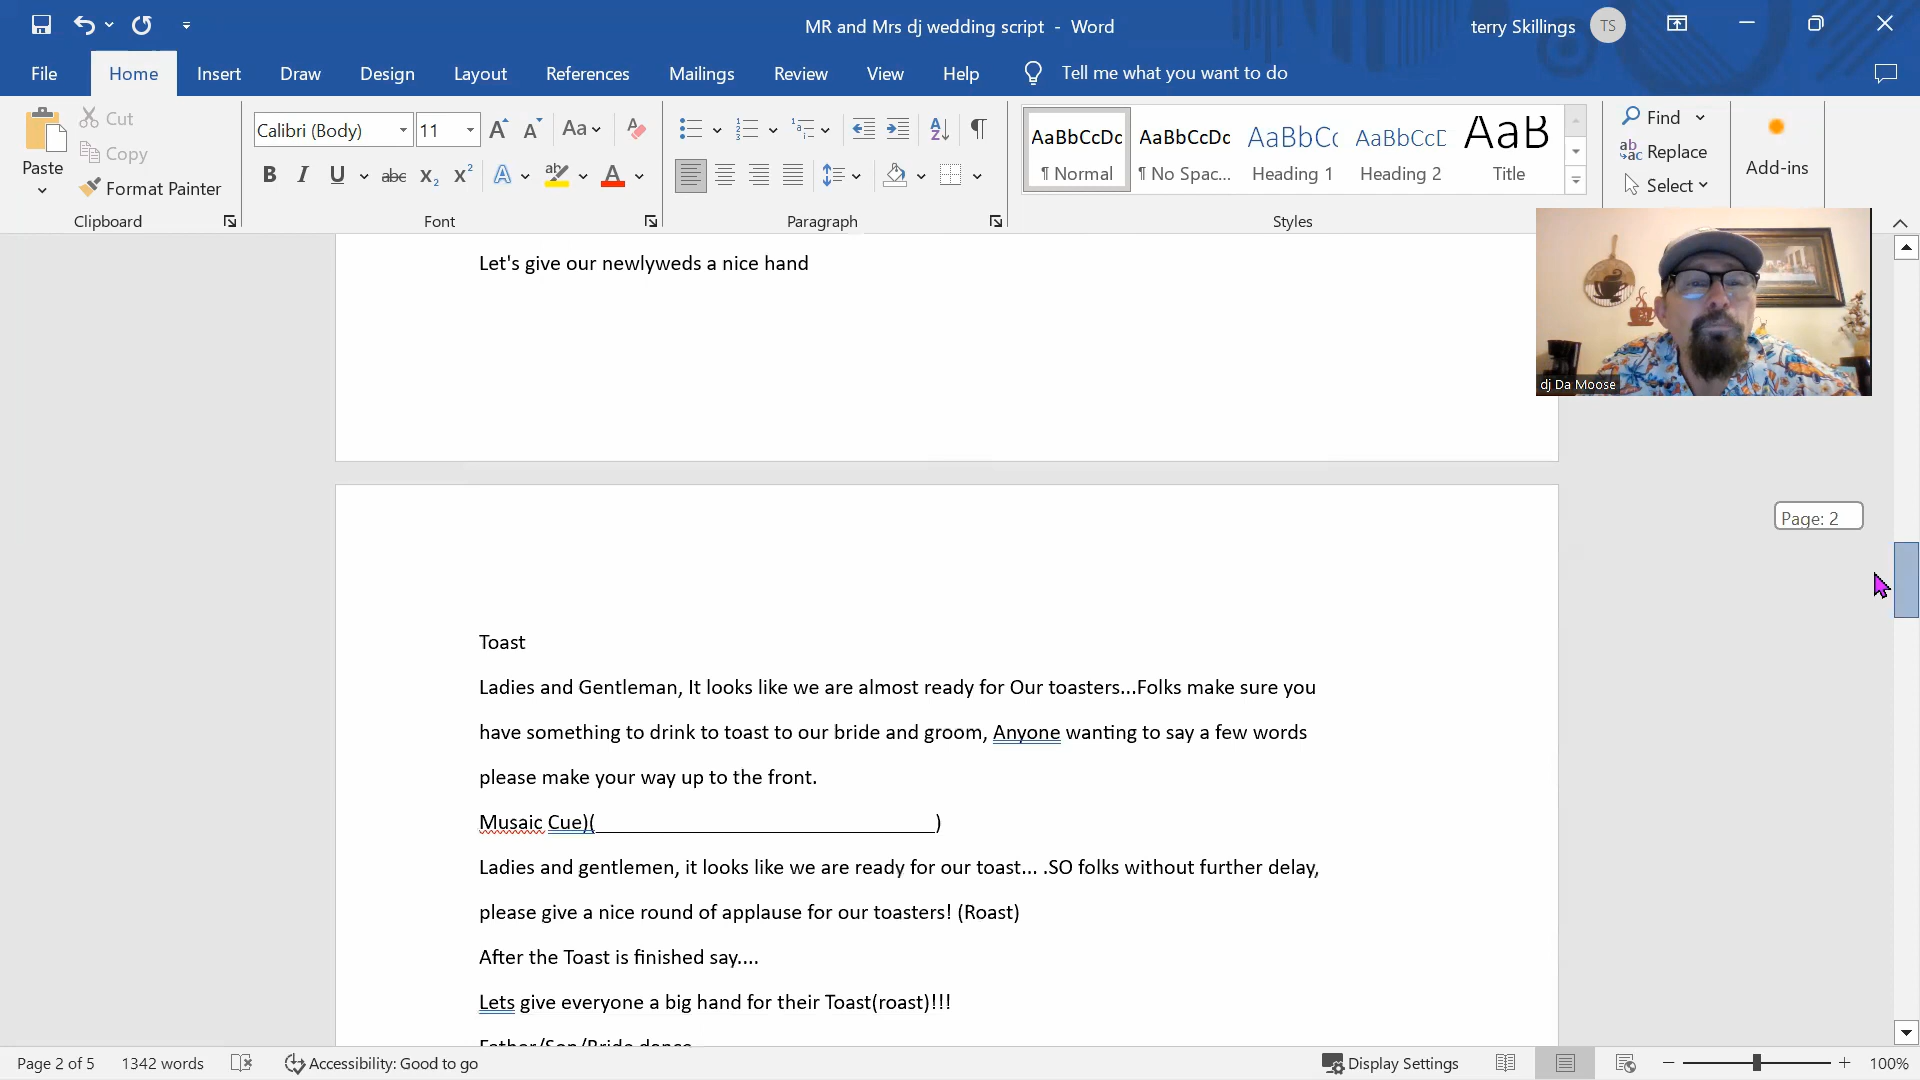 MR and Mrs dj wedding script - Word
terry Skillings TS
File Home Insert Draw Design Layout References Mailings Review View Help Tell me what you want to do
Paste
Cut
Copy
Format Painter
Clipboard
Calibri (Body) 11
Font
Paragraph
AaBbCcDc AaBbCcDc AaBbCc AaBbCcD AaB
¶ Normal ¶ No Spac... Heading 1 Heading 2 Title
Styles
Find
Replace
Select
Add-ins
dj Da Moose
Let's give our newlyweds a nice hand
Page: 2
Toast
Ladies and Gentleman, It looks like we are almost ready for Our toasters...Folks make sure you
have something to drink to toast to our bride and groom, Anyone wanting to say a few words
please make your way up to the front.
Musaic Cue)(__________________________________)
Ladies and gentlemen, it looks like we are ready for our toast... .SO folks without further delay,
please give a nice round of applause for our toasters! (Roast)
After the Toast is finished say....
Lets give everyone a big hand for their Toast(roast)!!!
Father/Son/Bride dance
Page 2 of 5 1342 words Accessibility: Good to go Display Settings 100%